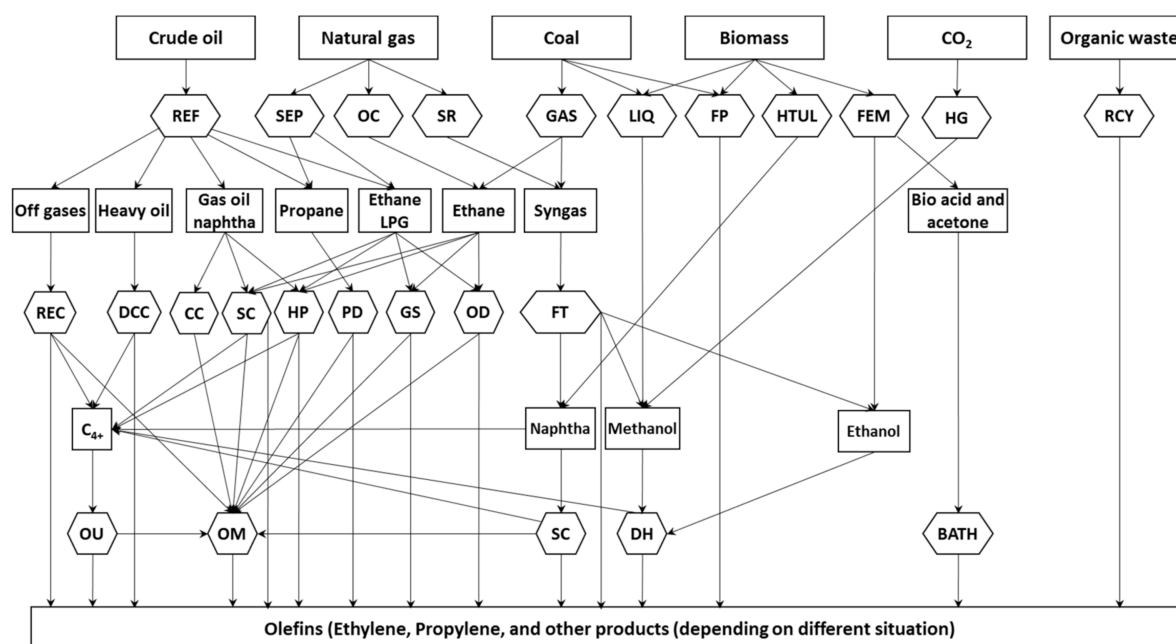 Crude oil
Natural gas
Coal
Biomass
CO₂
Organic waste
REF
SEP
OC
SR
GAS
LIQ
FP
HTUL
FEM
HG
RCY
Off gases
Heavy oil
Gas oil
naphtha
Propane
Ethane
LPG
Ethane
Syngas
Bio acid and
acetone
REC
DCC
CC
SC
HP
PD
GS
OD
FT
C₄₊
Naphtha
Methanol
Ethanol
OU
OM
SC
DH
BATH
Olefins (Ethylene, Propylene, and other products (depending on different situation)